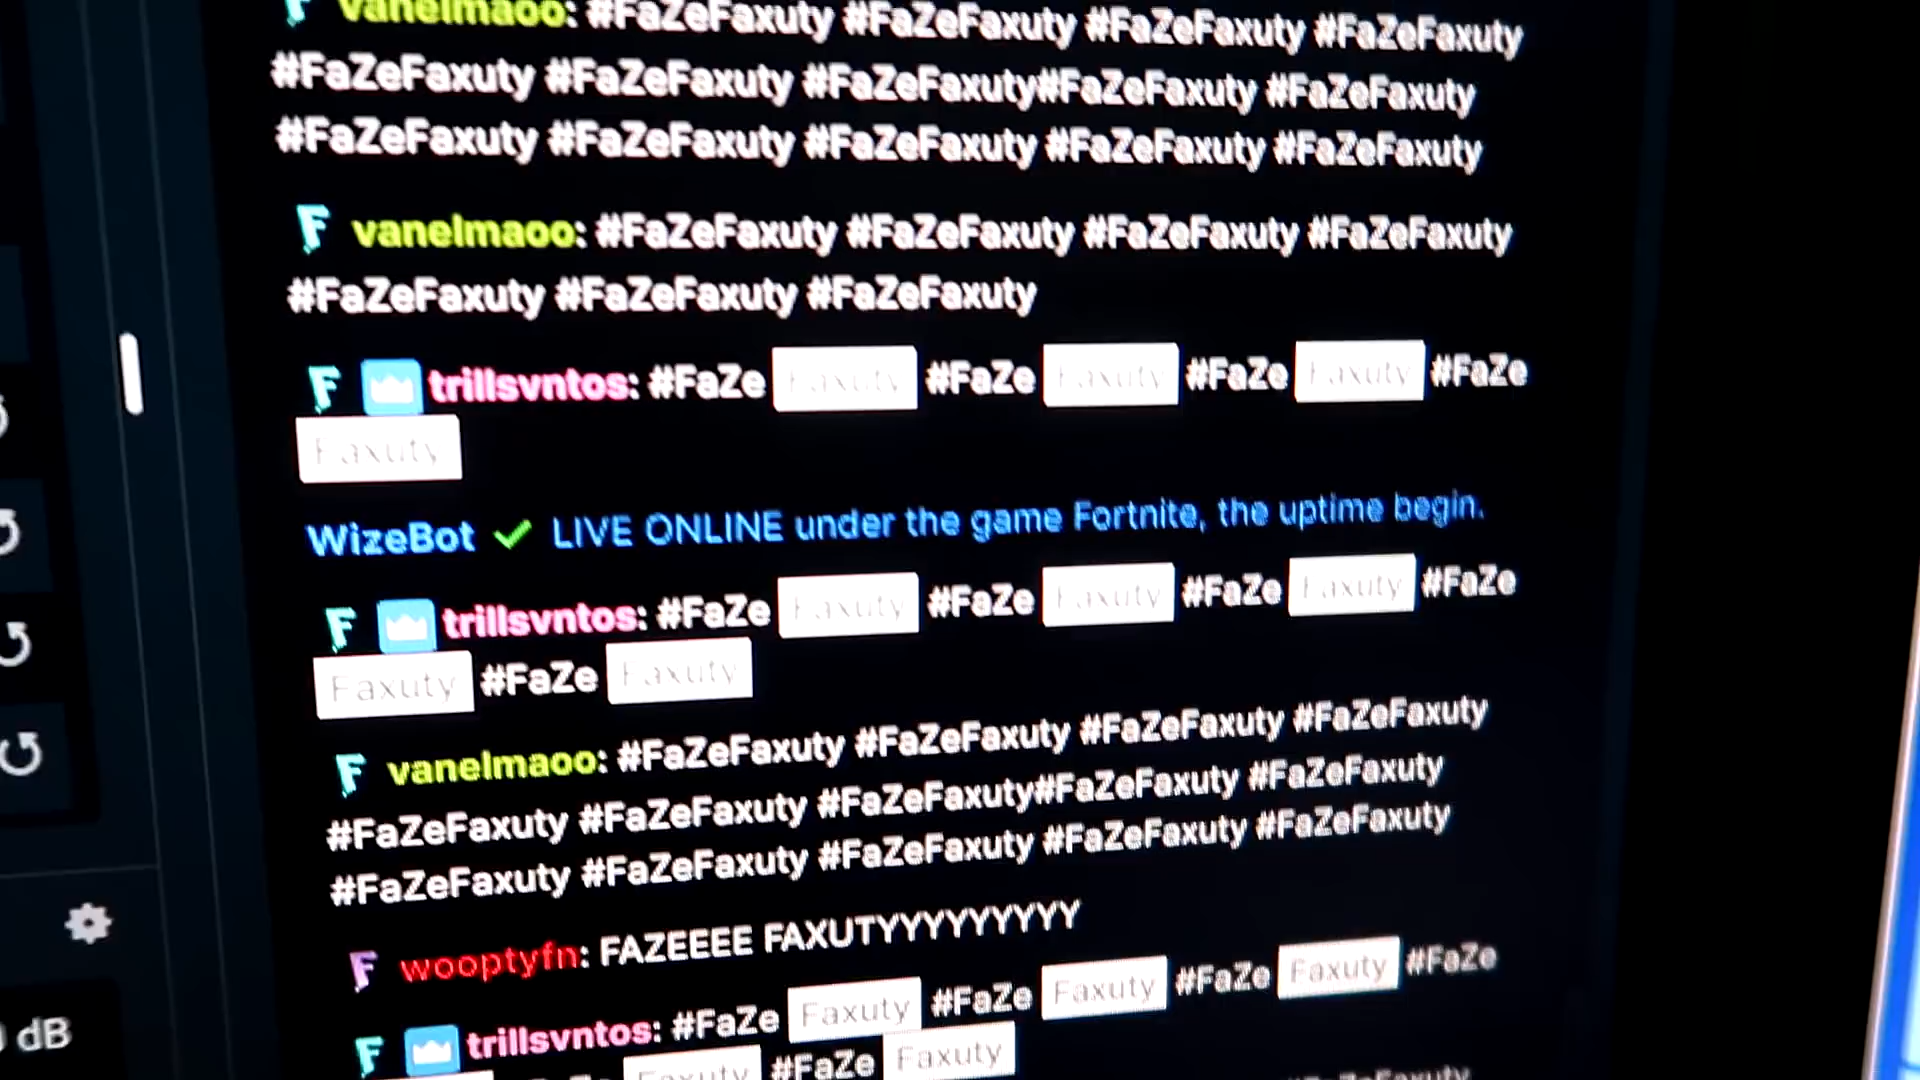 vanelmaoo: #FaZeFaxuty #FaZeFaxuty #FaZeFaxuty #FaZeFaxuty
#FaZeFaxuty #FaZeFaxuty #FaZeFaxuty#FaZeFaxuty #FaZeFaxuty
#FaZeFaxuty #FaZeFaxuty #FaZeFaxuty #FaZeFaxuty #FaZeFaxuty
F vanelmaoo: #FaZeFaxuty #FaZeFaxuty #FaZeFaxuty #FaZeFaxuty
#FaZeFaxuty #FaZeFaxuty #FaZeFaxuty
F trillsvntos: #FaZe Faxuty #FaZe Faxuty #FaZe Faxuty #FaZe
Faxuty
WizeBot ✓ LIVE ONLINE under the game Fortnite, the uptime begin.
F trillsvntos: #FaZe Faxuty #FaZe Faxuty #FaZe Faxuty #FaZe
Faxuty #FaZe Faxuty
F vanelmaoo: #FaZeFaxuty #FaZeFaxuty #FaZeFaxuty #FaZeFaxuty
#FaZeFaxuty #FaZeFaxuty #FaZeFaxuty#FaZeFaxuty #FaZeFaxuty
#FaZeFaxuty #FaZeFaxuty #FaZeFaxuty #FaZeFaxuty #FaZeFaxuty
F wooptyfn: FAZEEEE FAXUTYYYYYYYYY
F trillsvntos: #FaZe Faxuty #FaZe Faxuty #FaZe Faxuty #FaZe
Faxuty #FaZe Faxuty
dB